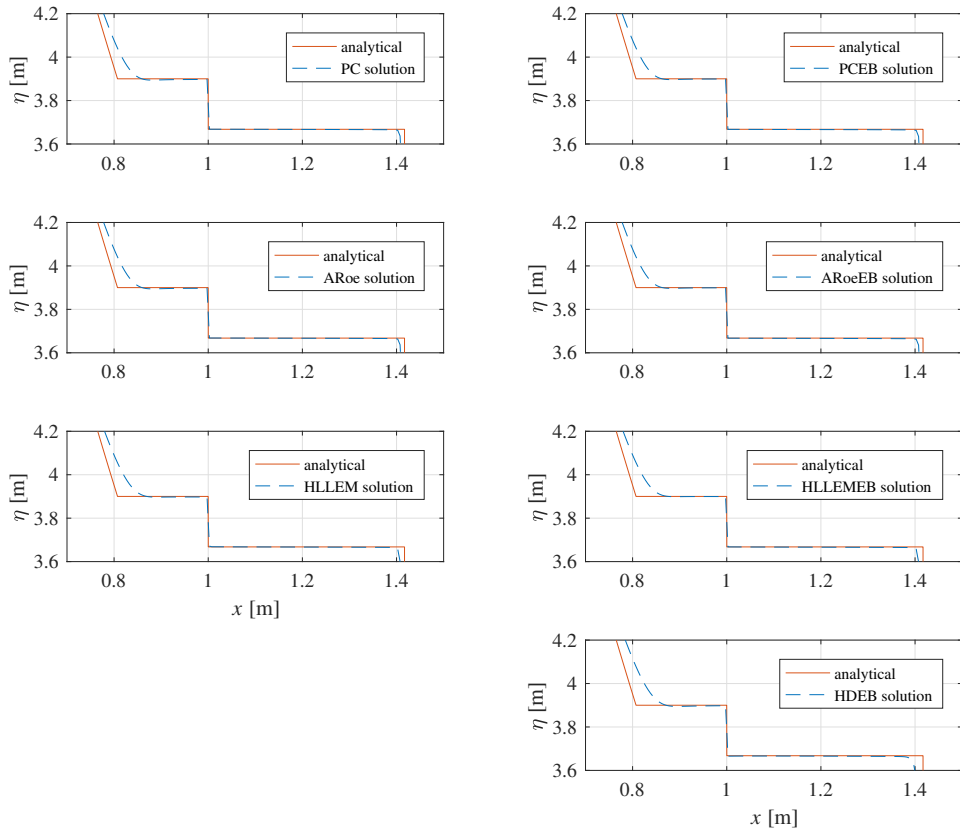 4.2
4
3.8
3.6
η [m]
analytical
PC solution
0.8 1 1.2 1.4
4.2
4
3.8
3.6
η [m]
analytical
PCEB solution
0.8 1 1.2 1.4
4.2
4
3.8
3.6
η [m]
analytical
ARoe solution
0.8 1 1.2 1.4
4.2
4
3.8
3.6
η [m]
analytical
ARoeEB solution
0.8 1 1.2 1.4
4.2
4
3.8
3.6
η [m]
analytical
HLLEM solution
0.8 1 1.2 1.4
x [m]
4.2
4
3.8
3.6
η [m]
analytical
HLLEMEB solution
0.8 1 1.2 1.4
4.2
4
3.8
3.6
η [m]
analytical
HDEB solution
0.8 1 1.2 1.4
x [m]